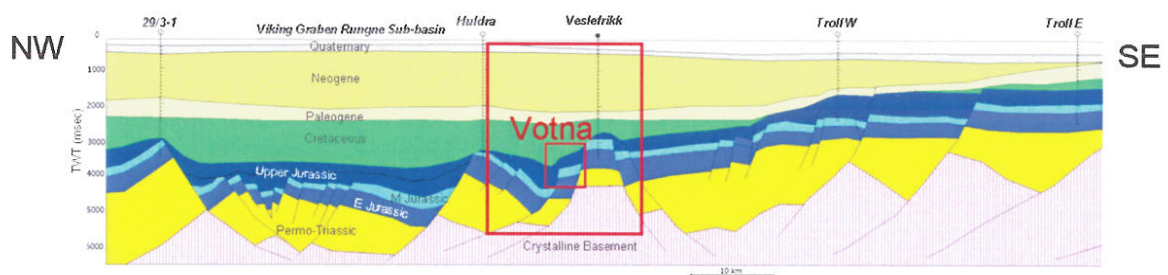 29/3-1
Viking Graben Rungne Sub-basin
Huldra
Veslefrikk
Troll W
Troll E
NW
SE
0
Quaternary
1000
Neogene
2000
Paleogene
TWT (msec)
Cretaceous
Votna
3000
Upper Jurassic
4000
M Jurassic
E Jurassic
5000
Permo-Triassic
6000
Crystalline Basement
10 km